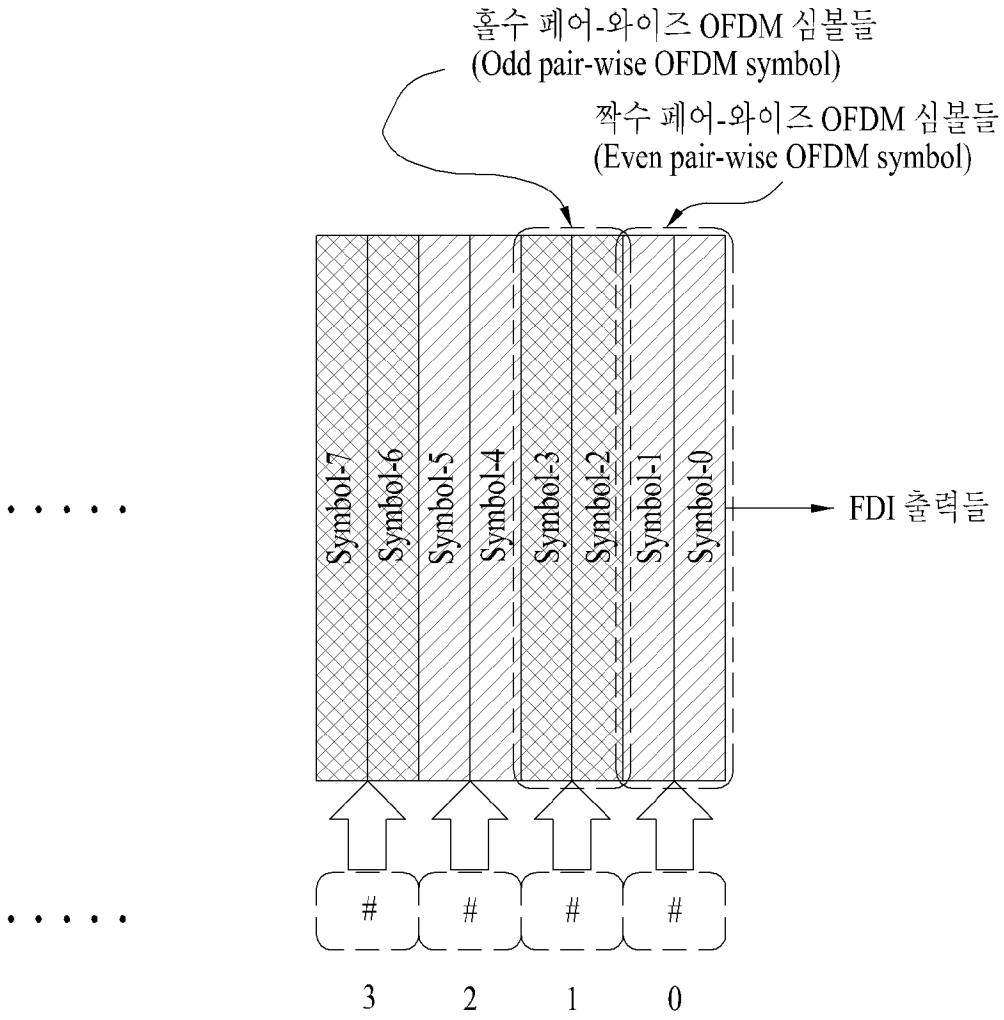 홀수 페어-와이즈 OFDM 심볼들
(Odd pair-wise OFDM symbol)
짝수 페어-와이즈 OFDM 심볼들
(Even pair-wise OFDM symbol)
Symbol-7
Symbol-6
Symbol-5
Symbol-4
Symbol-3
Symbol-2
Symbol-1
Symbol-0
FDI 출력들
# # # #
3 2 1 0